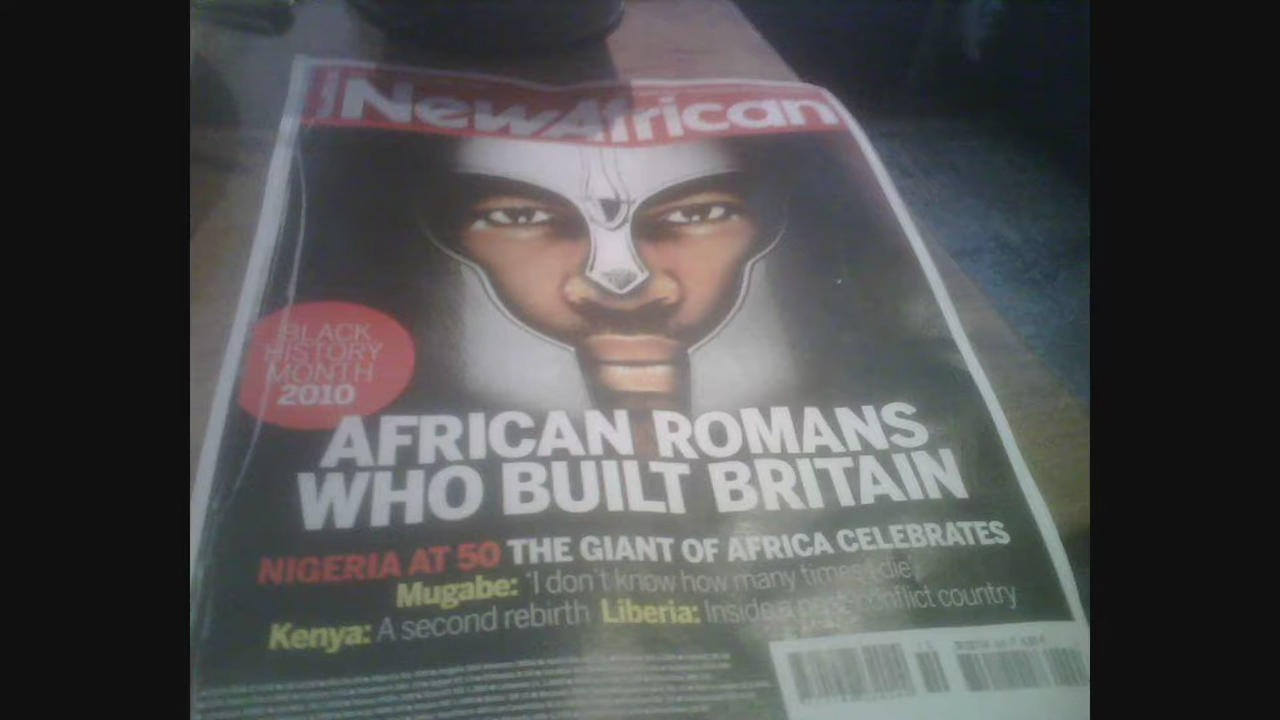 NewAfrican
BLACK
HISTORY
MONTH
2010
AFRICAN ROMANS
WHO BUILT BRITAIN
NIGERIA AT 50 THE GIANT OF AFRICA CELEBRATES
Mugabe: 'I don't know how many times I die'
Kenya: A second rebirth Liberia: Inside a post-conflict country